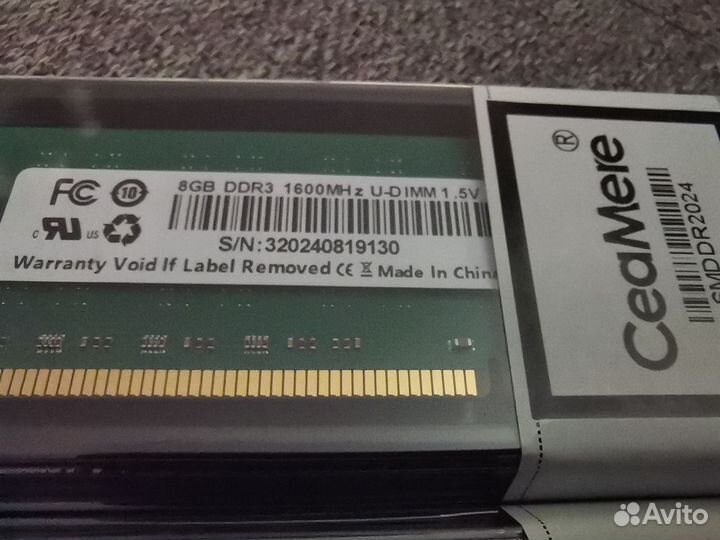 8GB DDR3 1600MHz U-DIMM 1.5V
FC 10
c us
S/N:320240819130
Warranty Void If Label Removed CE Made In China
CeaMere ®
SMDDR2024
Avito